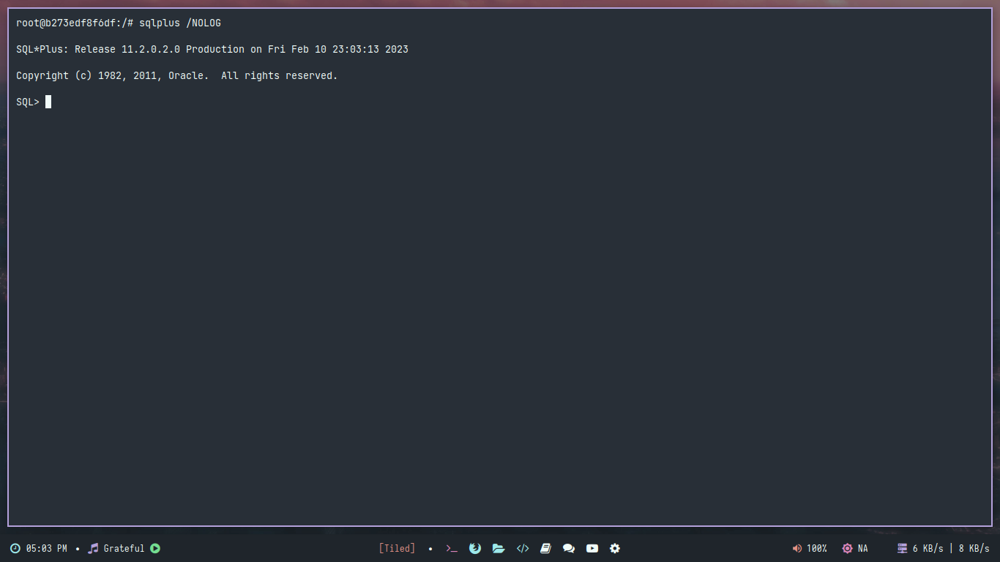 root@b273edf8f6df:/# sqlplus /NOLOG
SQL*Plus: Release 11.2.0.2.0 Production on Fri Feb 10 23:03:13 2023
Copyright (c) 1982, 2011, Oracle.  All rights reserved.
SQL>
05:03 PM • Grateful [Tiled] • >_ </> 100% NA 6 KB/s | 8 KB/s